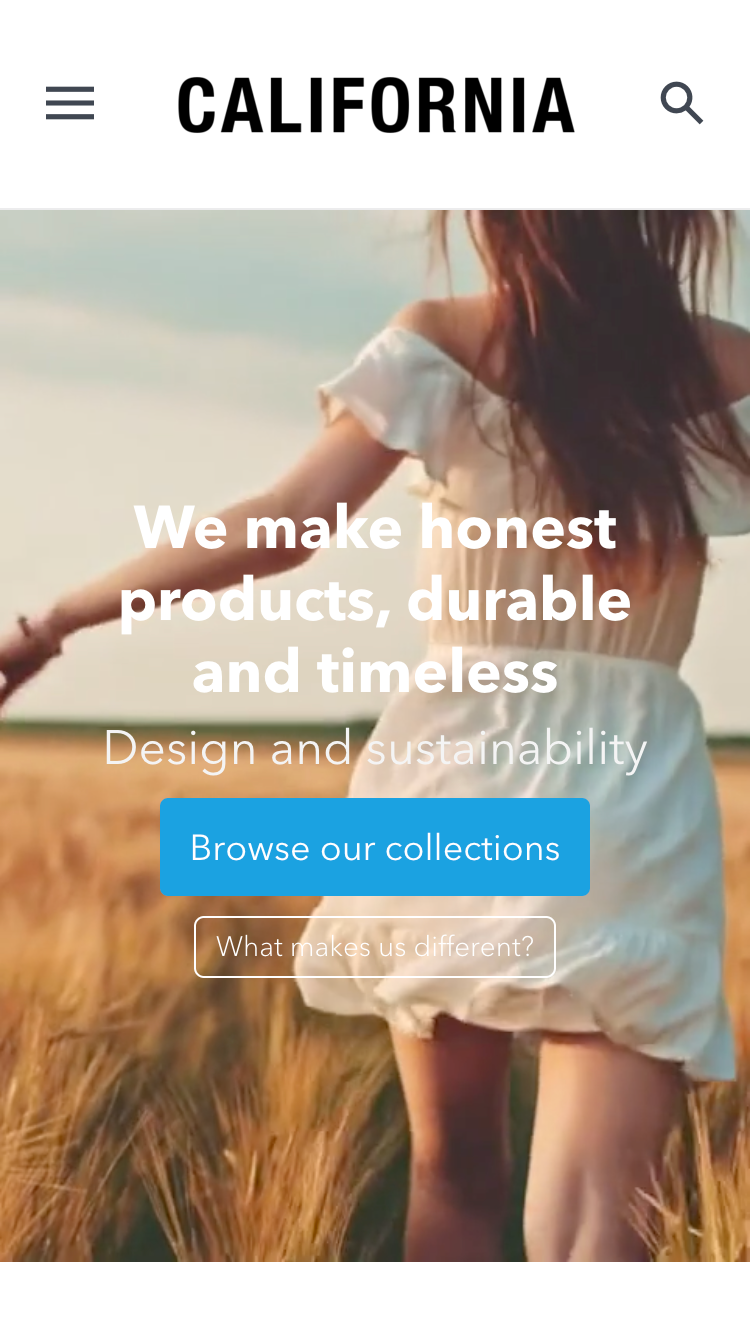 CALIFORNIA
We make honest
products, durable
and timeless
Design and sustainability
Browse our collections
What makes us different?